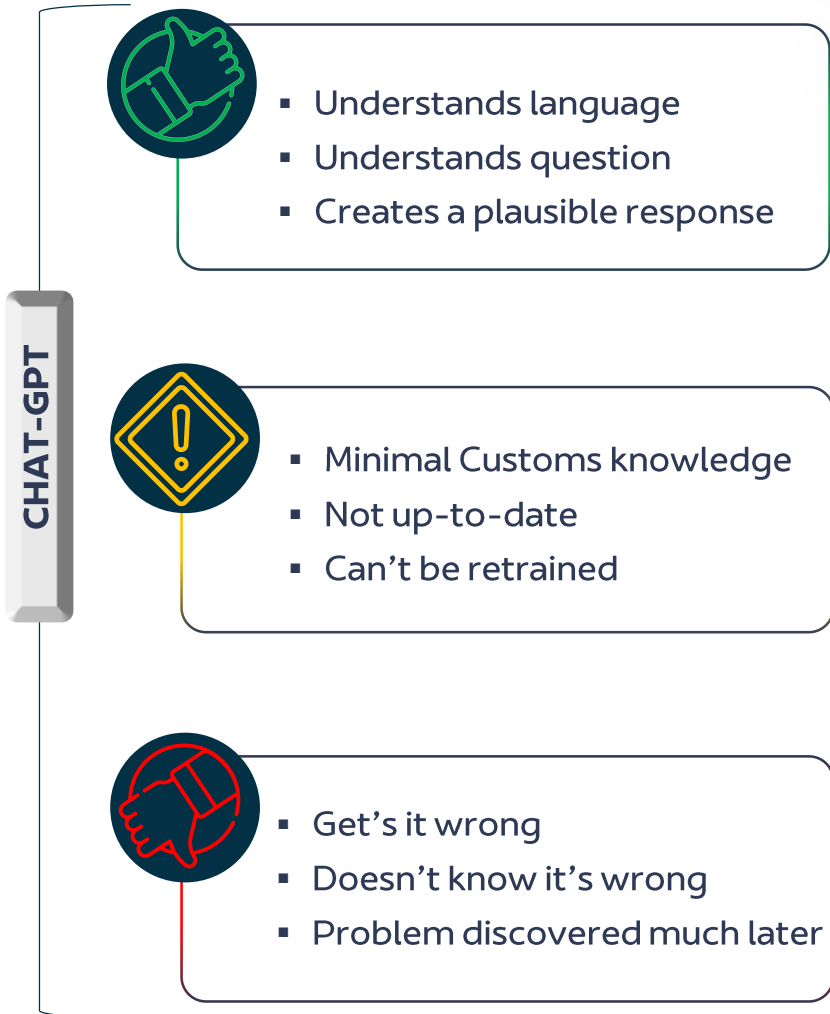 CHAT-GPT
▪ Understands language
▪ Understands question
▪ Creates a plausible response
▪ Minimal Customs knowledge
▪ Not up-to-date
▪ Can’t be retrained
▪ Get’s it wrong
▪ Doesn’t know it’s wrong
▪ Problem discovered much later